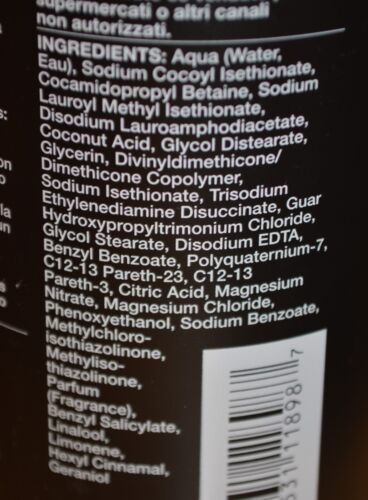 supermercati o altri canali
non autorizzati.
INGREDIENTS: Aqua (Water,
Eau), Sodium Cocoyl Isethionate,
Cocamidopropyl Betaine, Sodium
Lauroyl Methyl Isethionate,
Disodium Lauroamphodiacetate,
Coconut Acid, Glycol Distearate,
Glycerin, Divinyldimethicone/
Dimethicone Copolymer,
Sodium Isethionate, Trisodium
Ethylenediamine Disuccinate, Guar
Hydroxypropyltrimonium Chloride,
Glycol Stearate, Disodium EDTA,
Benzyl Benzoate, Polyquaternium-7,
C12-13 Pareth-23, C12-13
Pareth-3, Citric Acid, Magnesium
Nitrate, Magnesium Chloride,
Phenoxyethanol, Sodium Benzoate,
Methylchloro-
isothiazolinone,
Methyliso-
thiazolinone,
Parfum
(Fragrance),
Benzyl Salicylate,
Linalool,
Limonene,
Hexyl Cinnamal,
Geraniol
31 11898 7